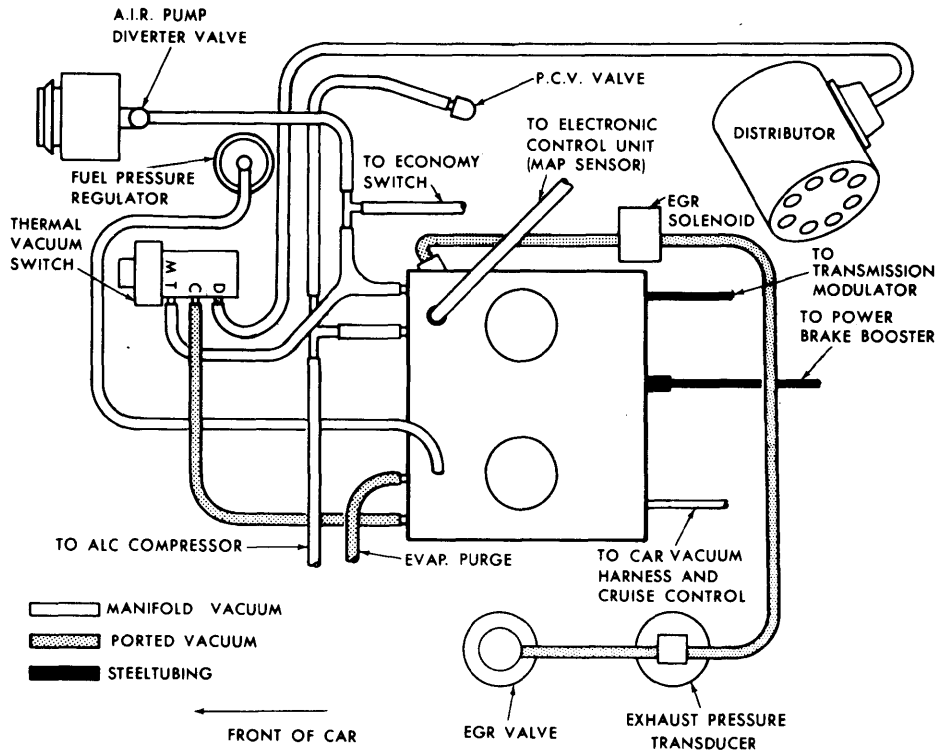 A.I.R. PUMP
DIVERTER VALVE
P.C.V. VALVE
DISTRIBUTOR
TO ELECTRONIC
CONTROL UNIT
(MAP SENSOR)
TO ECONOMY
SWITCH
FUEL PRESSURE
REGULATOR
EGR
SOLENOID
THERMAL
VACUUM
SWITCH
M T C D
TO
TRANSMISSION
MODULATOR
TO POWER
BRAKE BOOSTER
TO ALC COMPRESSOR
EVAP. PURGE
TO CAR VACUUM
HARNESS AND
CRUISE CONTROL
MANIFOLD VACUUM
PORTED VACUUM
STEELTUBING
FRONT OF CAR
EGR VALVE
EXHAUST PRESSURE
TRANSDUCER